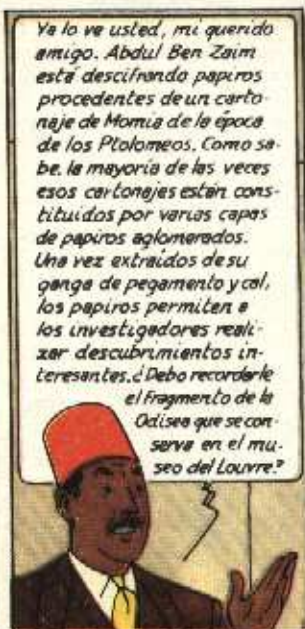 Ya lo ve usted, mi querido
amigo. Abdul Ben Zaim
está descifrando papiros
procedentes de un carto-
naje de Momia de la época
de los Ptolomeos. Como sa-
be, la mayoría de las veces
esos cartonajes están cons-
tituídos por varias capas
de papiros aglomerados.
Una vez extraídos de su
ganga de pegamento y cal,
los papiros permiten a
los investigadores reali-
zar descubrimientos in-
teresantes. ¿Debo recordarle
el Fragmento de la
Odisea que se con-
serva en el mu-
seo del Louvre?